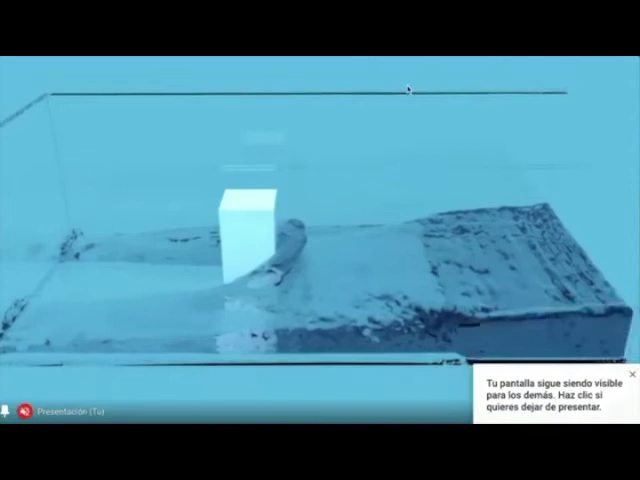 Tu pantalla sigue siendo visible
para los demás. Haz clic si
quieres dejar de presentar.
Presentación (Tú)